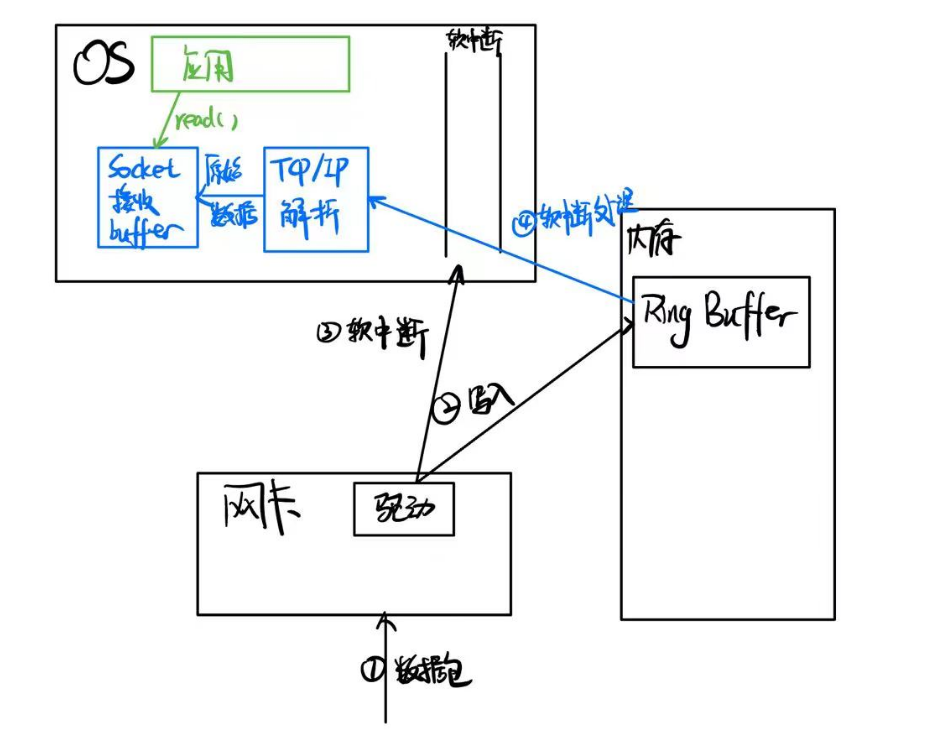 OS
应用
软中断
read()
Socket
接收
buffer
原始
数据
TCP/IP
解析
④软中断处理
内存
Ring Buffer
③软中断
②写入
网卡
驱动
①数据包